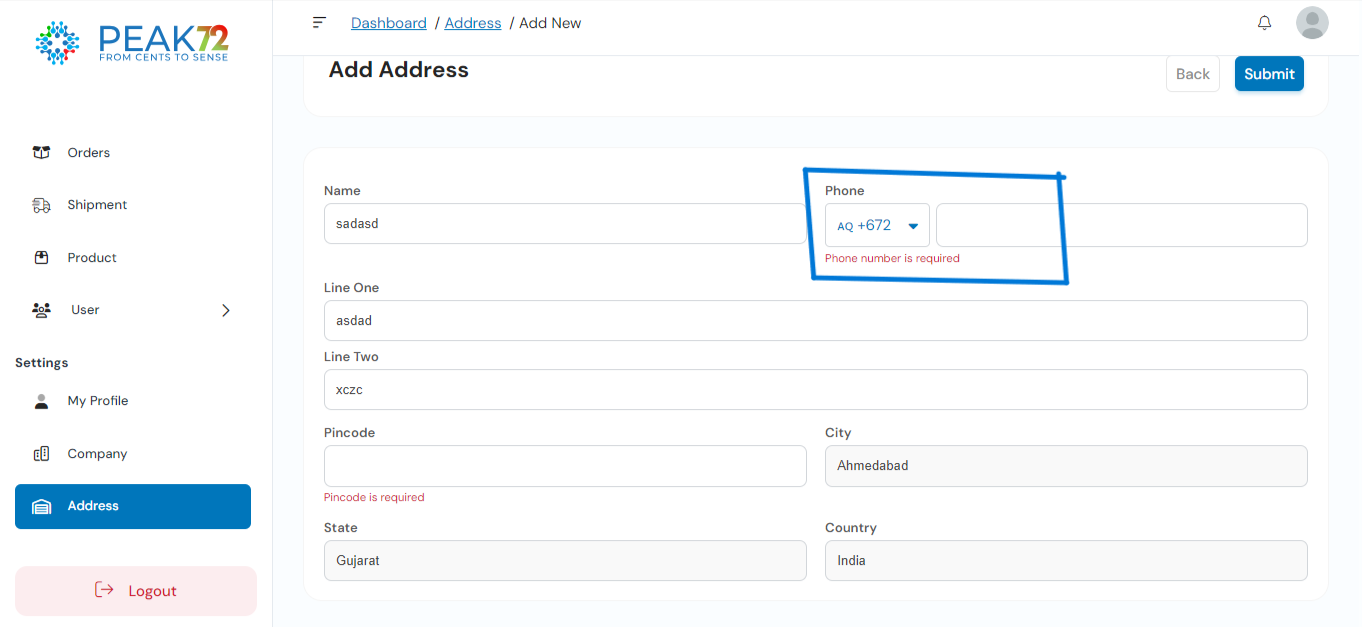 PEAK72
FROM CENTS TO SENSE
Dashboard / Address / Add New
Add Address
Back
Submit
Orders
Shipment
Product
User
Settings
My Profile
Company
Address
Logout
Name
sadasd
Phone
AQ +672
Phone number is required
Line One
asdad
Line Two
xczc
Pincode
Pincode is required
City
Ahmedabad
State
Gujarat
Country
India